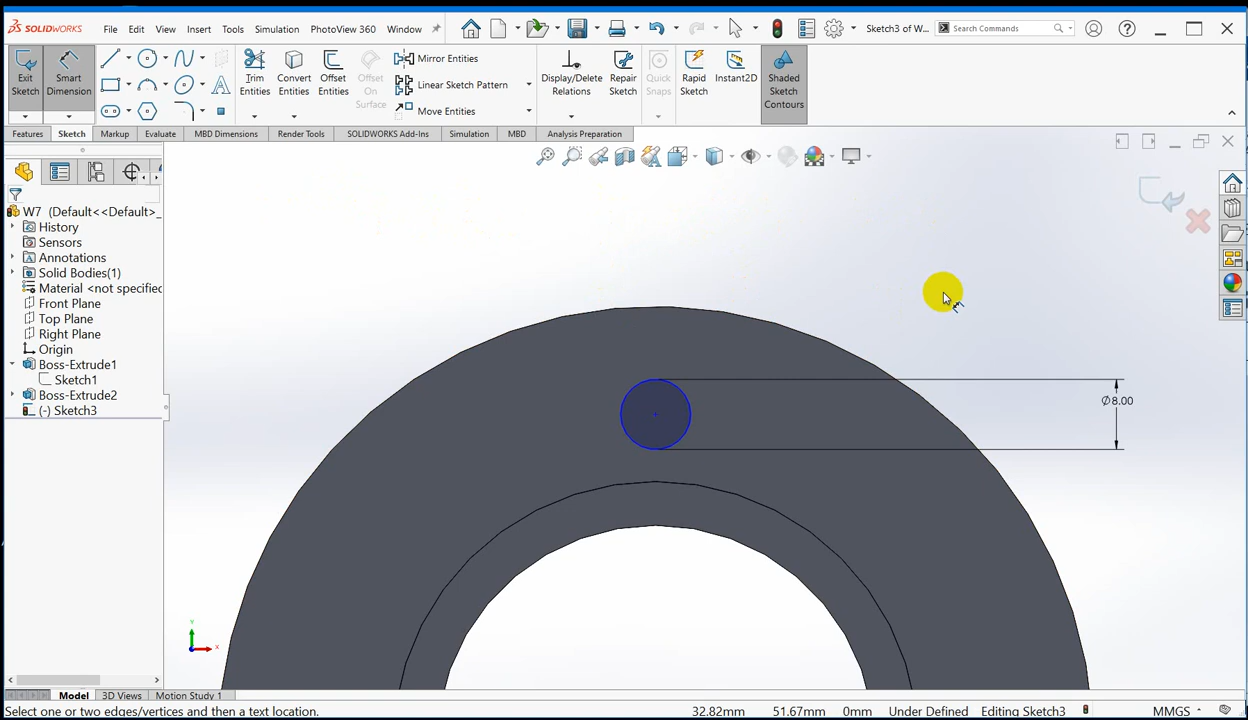 SOLIDWORKS File Edit View Insert Tools Simulation PhotoView 360 Window Sketch3 of W... Search Commands
Exit Sketch
Smart Dimension
Trim Entities
Convert Entities
Offset Entities
Offset On Surface
Mirror Entities
Linear Sketch Pattern
Move Entities
Display/Delete Relations
Repair Sketch
Quick Snaps
Rapid Sketch
Instant2D
Shaded Sketch Contours
Features Sketch Markup Evaluate MBD Dimensions Render Tools SOLIDWORKS Add-Ins Simulation MBD Analysis Preparation
W7 (Default<<Default>_
History
Sensors
Annotations
Solid Bodies(1)
Material <not specified
Front Plane
Top Plane
Right Plane
Origin
Boss-Extrude1
Sketch1
Boss-Extrude2
(-) Sketch3
Ø8.00
Y
X
Model 3D Views Motion Study 1
Select one or two edges/vertices and then a text location. 32.82mm 51.67mm 0mm Under Defined Editing Sketch3 MMGS